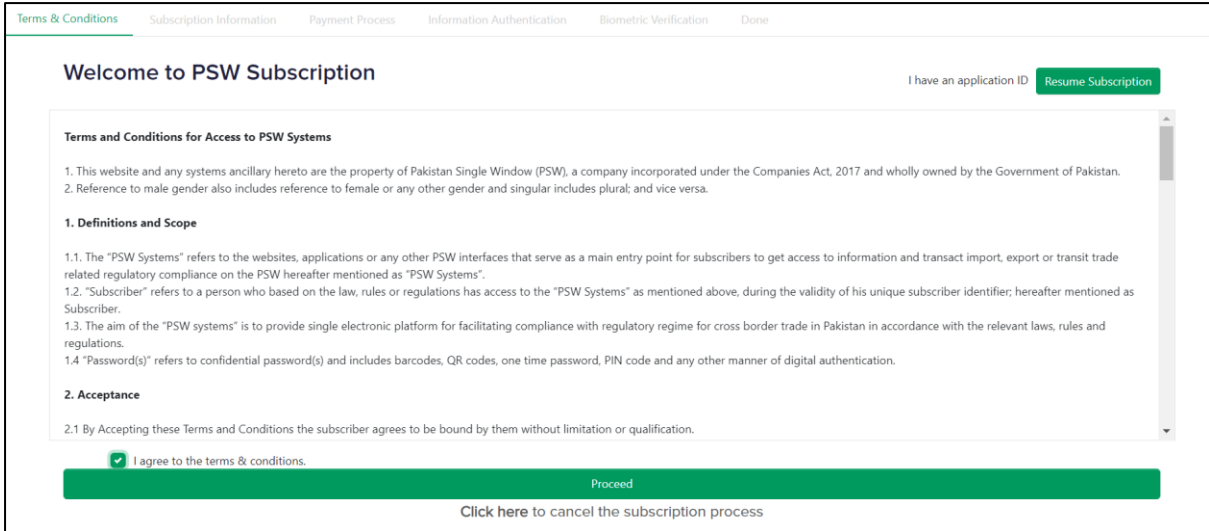 Terms & Conditions Subscription Information Payment Process Information Authentication Biometric Verification Done
Welcome to PSW Subscription
I have an application ID Resume Subscription
Terms and Conditions for Access to PSW Systems
1. This website and any systems ancillary hereto are the property of Pakistan Single Window (PSW), a company incorporated under the Companies Act, 2017 and wholly owned by the Government of Pakistan.
2. Reference to male gender also includes reference to female or any other gender and singular includes plural; and vice versa.
1. Definitions and Scope
1.1. The "PSW Systems" refers to the websites, applications or any other PSW interfaces that serve as a main entry point for subscribers to get access to information and transact import, export or transit trade
related regulatory compliance on the PSW hereafter mentioned as "PSW Systems".
1.2. "Subscriber" refers to a person who based on the law, rules or regulations has access to the "PSW Systems" as mentioned above, during the validity of his unique subscriber identifier; hereafter mentioned as
Subscriber.
1.3. The aim of the "PSW systems" is to provide single electronic platform for facilitating compliance with regulatory regime for cross border trade in Pakistan in accordance with the relevant laws, rules and
regulations.
1.4 "Password(s)" refers to confidential password(s) and includes barcodes, QR codes, one time password, PIN code and any other manner of digital authentication.
2. Acceptance
2.1 By Accepting these Terms and Conditions the subscriber agrees to be bound by them without limitation or qualification.
I agree to the terms & conditions.
Proceed
Click here to cancel the subscription process